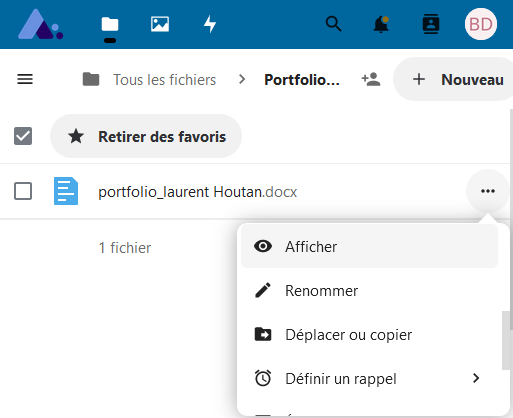 BD
Tous les fichiers
Portfolio...
Nouveau
Retirer des favoris
portfolio_laurent Houtan.docx
1 fichier
Afficher
Renommer
Déplacer ou copier
Définir un rappel